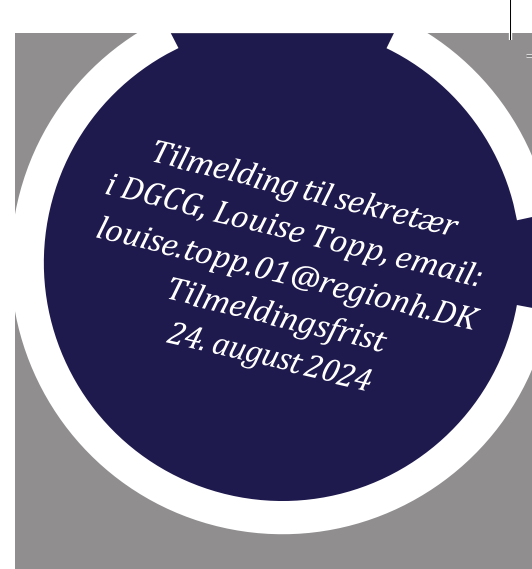 Tilmelding til sekretær
i DGCG, Louise Topp, email:
louise.topp.01@regionh.DK
Tilmeldingsfrist
24. august 2024